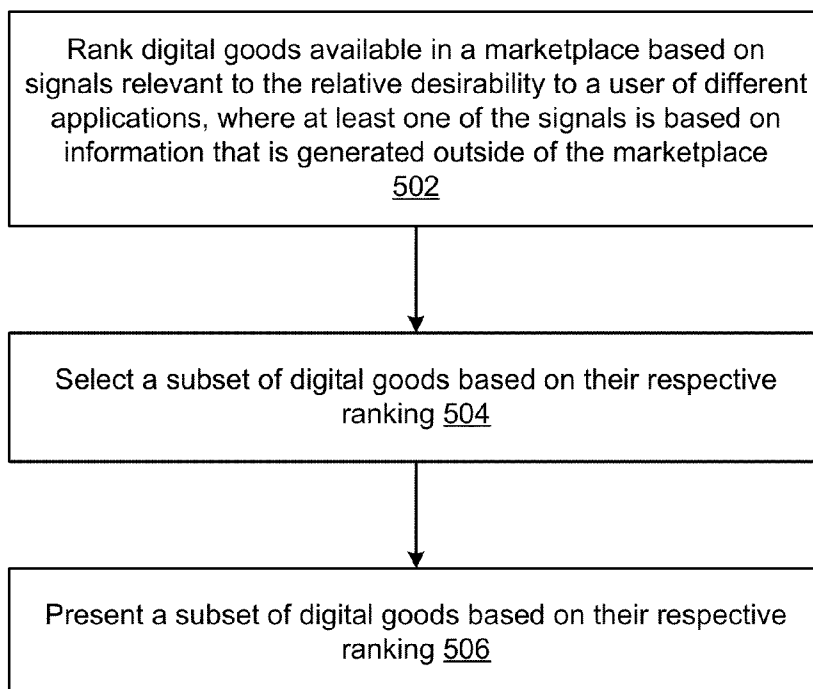 Rank digital goods available in a marketplace based on
signals relevant to the relative desirability to a user of different
applications, where at least one of the signals is based on
information that is generated outside of the marketplace
502
Select a subset of digital goods based on their respective
ranking 504
Present a subset of digital goods based on their respective
ranking 506